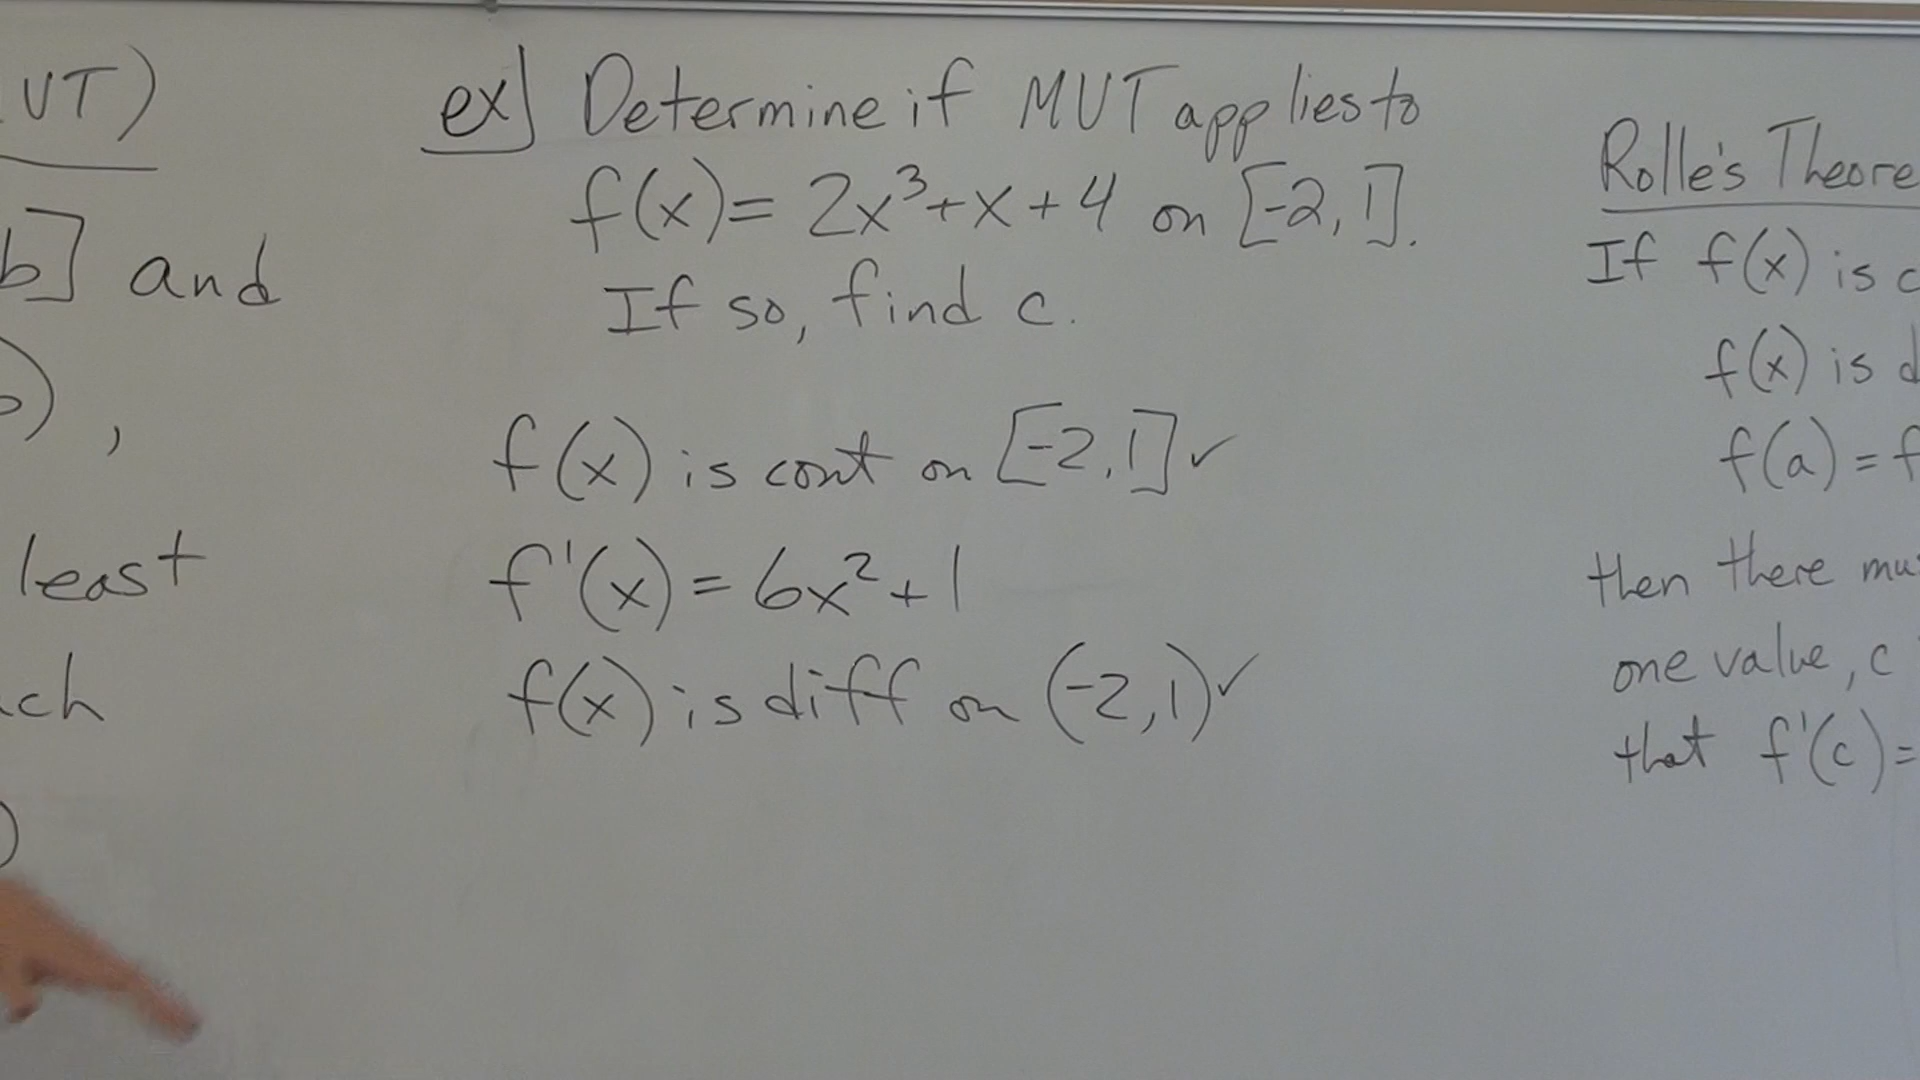 VT)
b] and
),
least
ch
)
ex] Determine if MVT applies to
f(x) = 2x³+x+4 on [-2,1].
If so, find c.
f(x) is cont on [-2,1] ✓
f'(x) = 6x²+1
f(x) is diff on (-2,1) ✓
Rolle's Theore
If f(x) is c
f(x) is d
f(a) = f
then there mu
one value, c
that f'(c) =